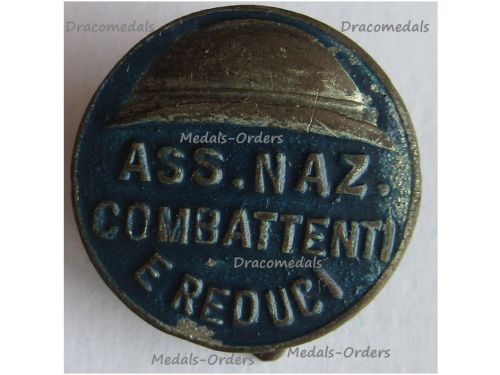 Dracomedals
Dracomedals
Medals-Orders
ASS. NAZ.
COMBATTENTI
Dracomedals
E REDUCI
Medals-Orders
Medals-Orders